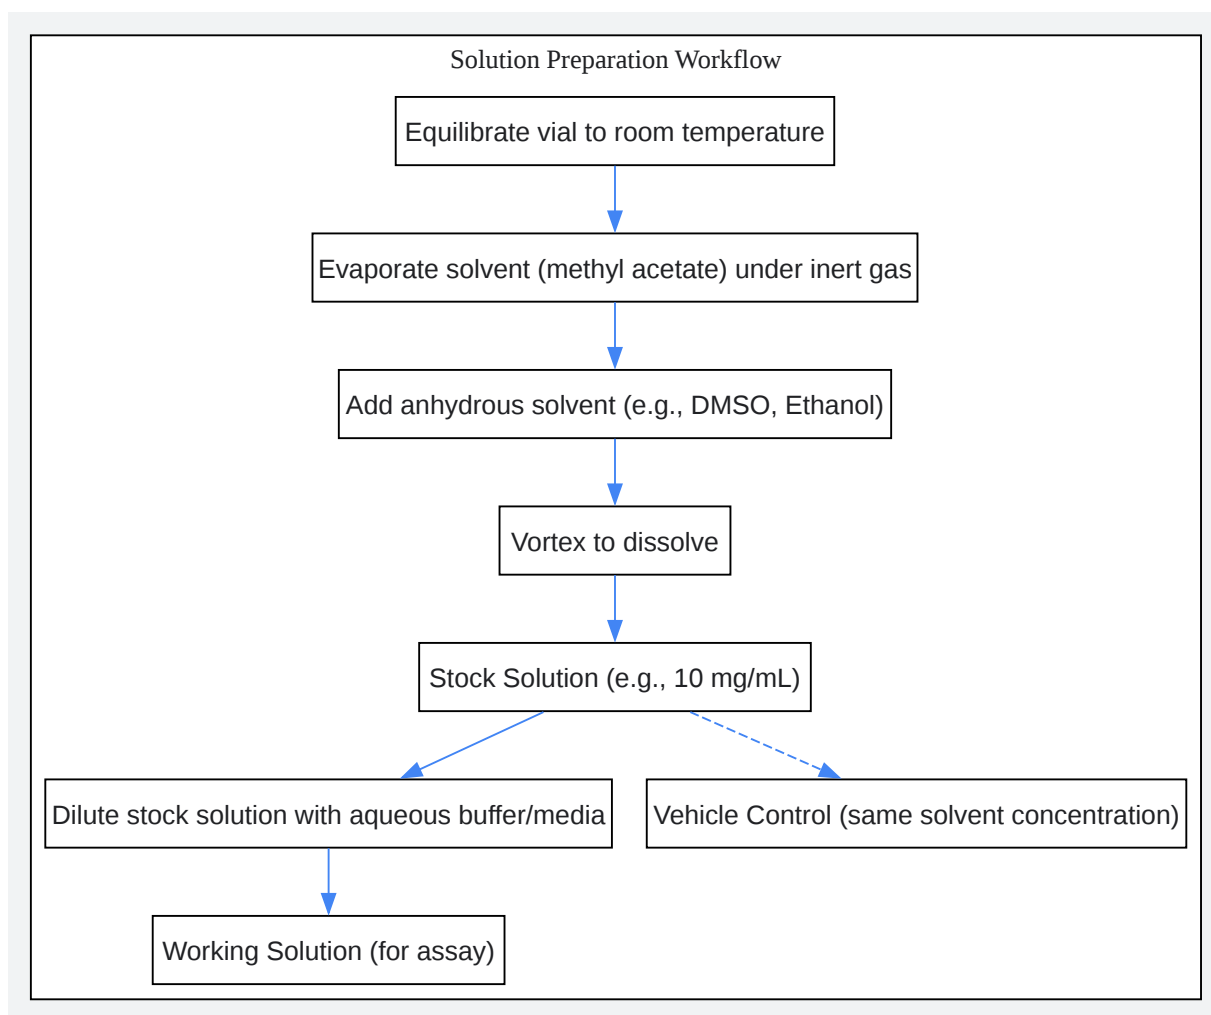 Solution Preparation Workflow
Equilibrate vial to room temperature
Evaporate solvent (methyl acetate) under inert gas
Add anhydrous solvent (e.g., DMSO, Ethanol)
Vortex to dissolve
Stock Solution (e.g., 10 mg/mL)
Dilute stock solution with aqueous buffer/media
Vehicle Control (same solvent concentration)
Working Solution (for assay)